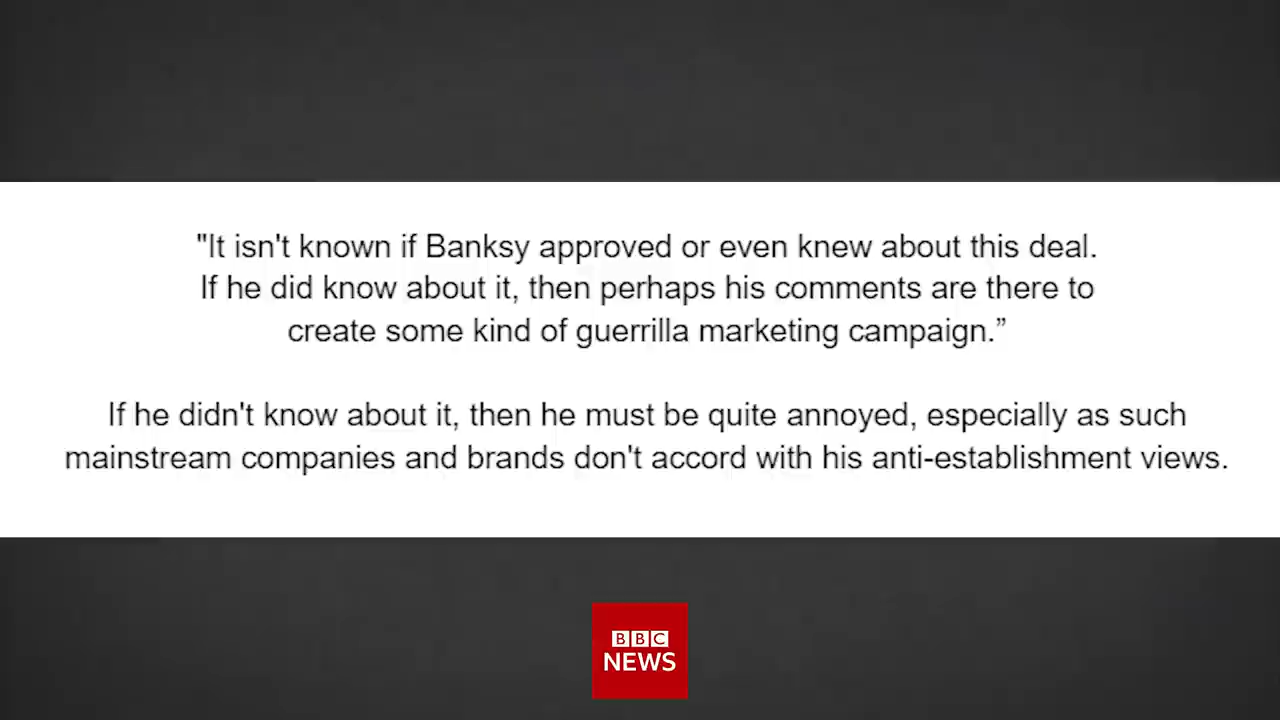 "It isn't known if Banksy approved or even knew about this deal.
If he did know about it, then perhaps his comments are there to
create some kind of guerrilla marketing campaign.”
If he didn't know about it, then he must be quite annoyed, especially as such
mainstream companies and brands don't accord with his anti-establishment views.
BBC
NEWS